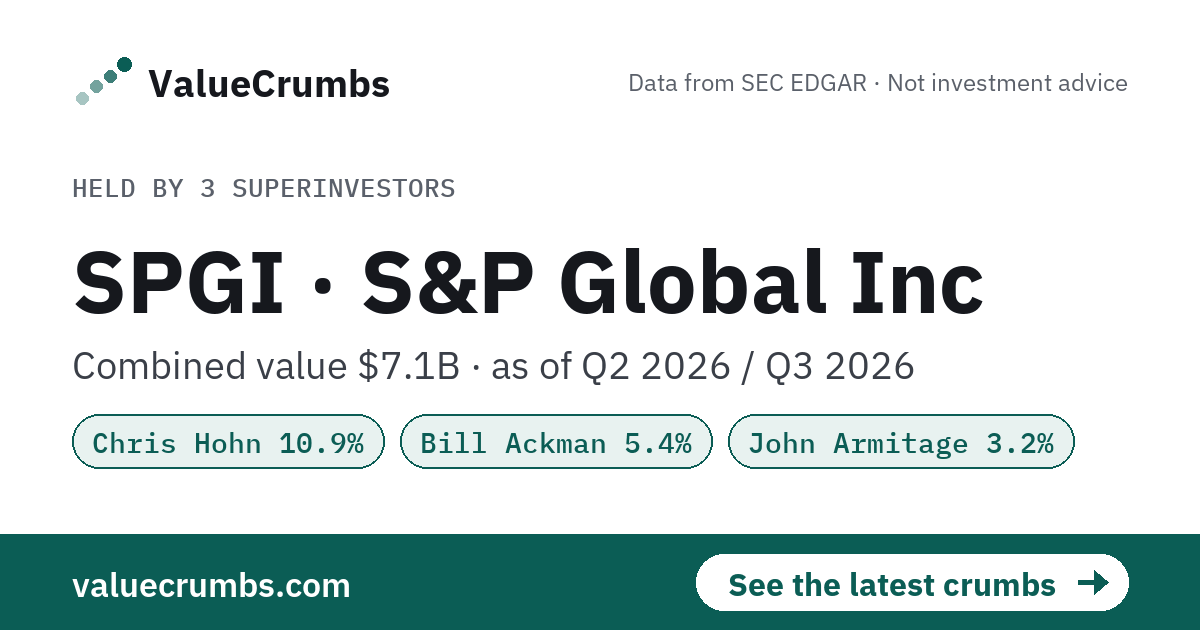 ValueCrumbs
Data from SEC EDGAR · Not investment advice
HELD BY 3 SUPERINVESTORS
SPGI · S&P Global Inc
Combined value $7.1B · as of Q2 2026 / Q3 2026
Chris Hohn 10.9%
Bill Ackman 5.4%
John Armitage 3.2%
valuecrumbs.com
See the latest crumbs →